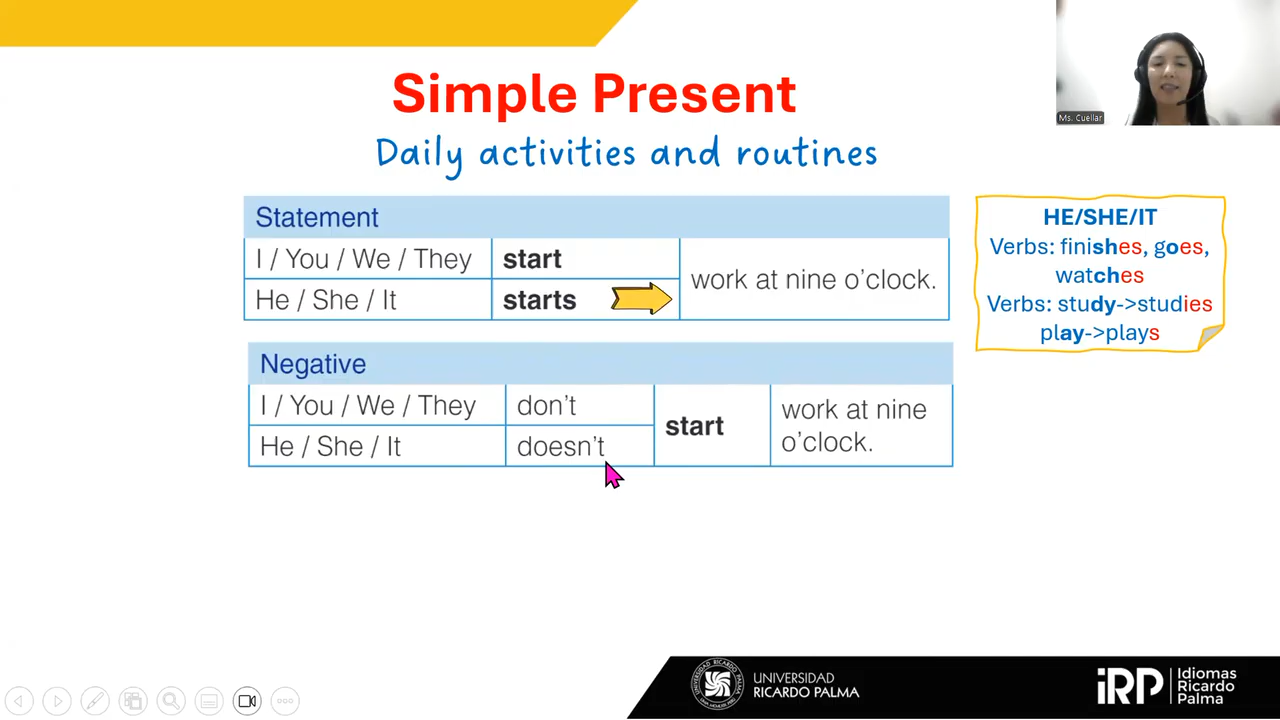 Simple Present
Daily activities and routines
Ms. Cuellar
Statement
I / You / We / They start
He / She / It starts
work at nine o'clock.
HE/SHE/IT
Verbs: finishes, goes,
watches
Verbs: study->studies
play->plays
Negative
I / You / We / They don't
He / She / It doesn't
start
work at nine
o'clock.
UNIVERSIDAD
RICARDO PALMA
iRP
Idiomas
Ricardo
Palma